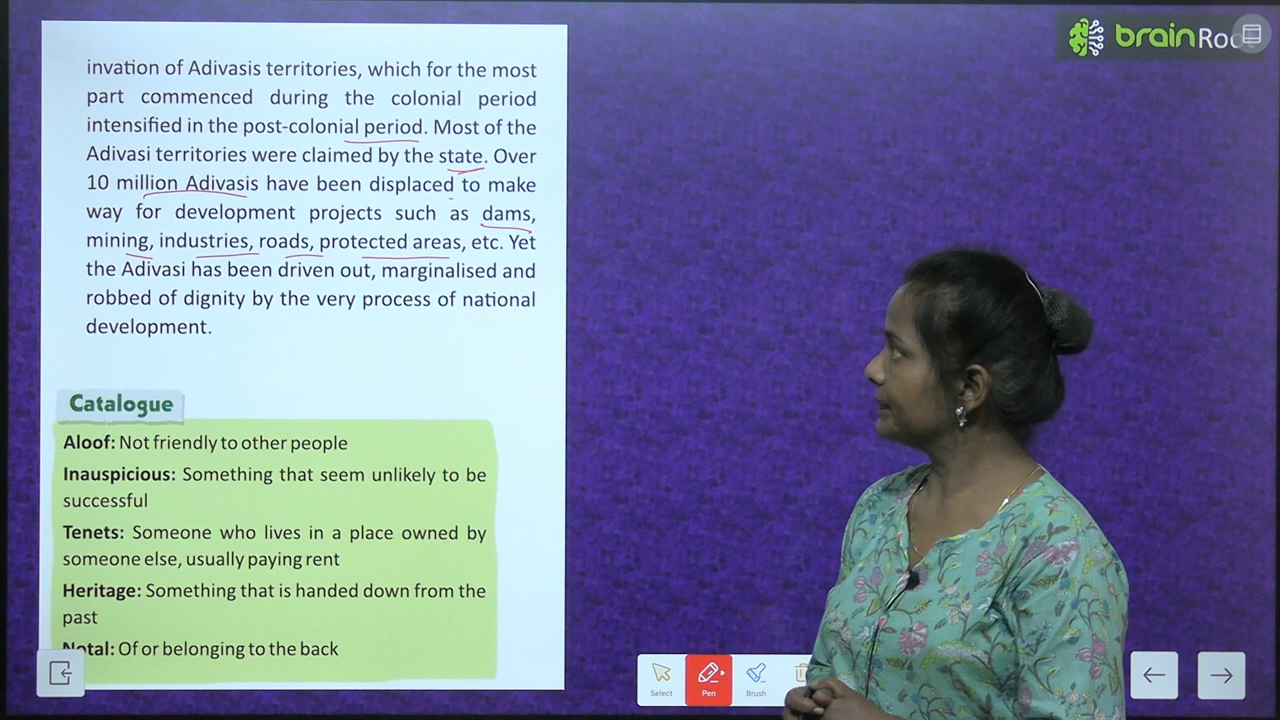 brainRoot
invation of Adivasis territories, which for the most
part commenced during the colonial period
intensified in the post-colonial period. Most of the
Adivasi territories were claimed by the state. Over
10 million Adivasis have been displaced to make
way for development projects such as dams,
mining, industries, roads, protected areas, etc. Yet
the Adivasi has been driven out, marginalised and
robbed of dignity by the very process of national
development.
Catalogue
Aloof: Not friendly to other people
Inauspicious: Something that seem unlikely to be
successful
Tenets: Someone who lives in a place owned by
someone else, usually paying rent
Heritage: Something that is handed down from the
past
Notal: Of or belonging to the back
Select
Pen
Brush